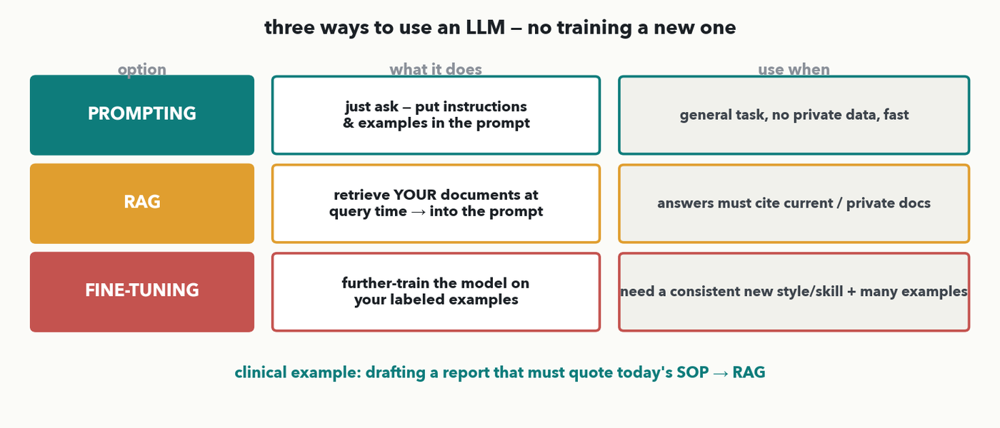 three ways to use an LLM – no training a new one
option
what it does
use when
PROMPTING
just ask – put instructions
& examples in the prompt
general task, no private data, fast
RAG
retrieve YOUR documents at
query time → into the prompt
answers must cite current / private docs
FINE-TUNING
further-train the model on
your labeled examples
need a consistent new style/skill + many examples
clinical example: drafting a report that must quote today's SOP → RAG